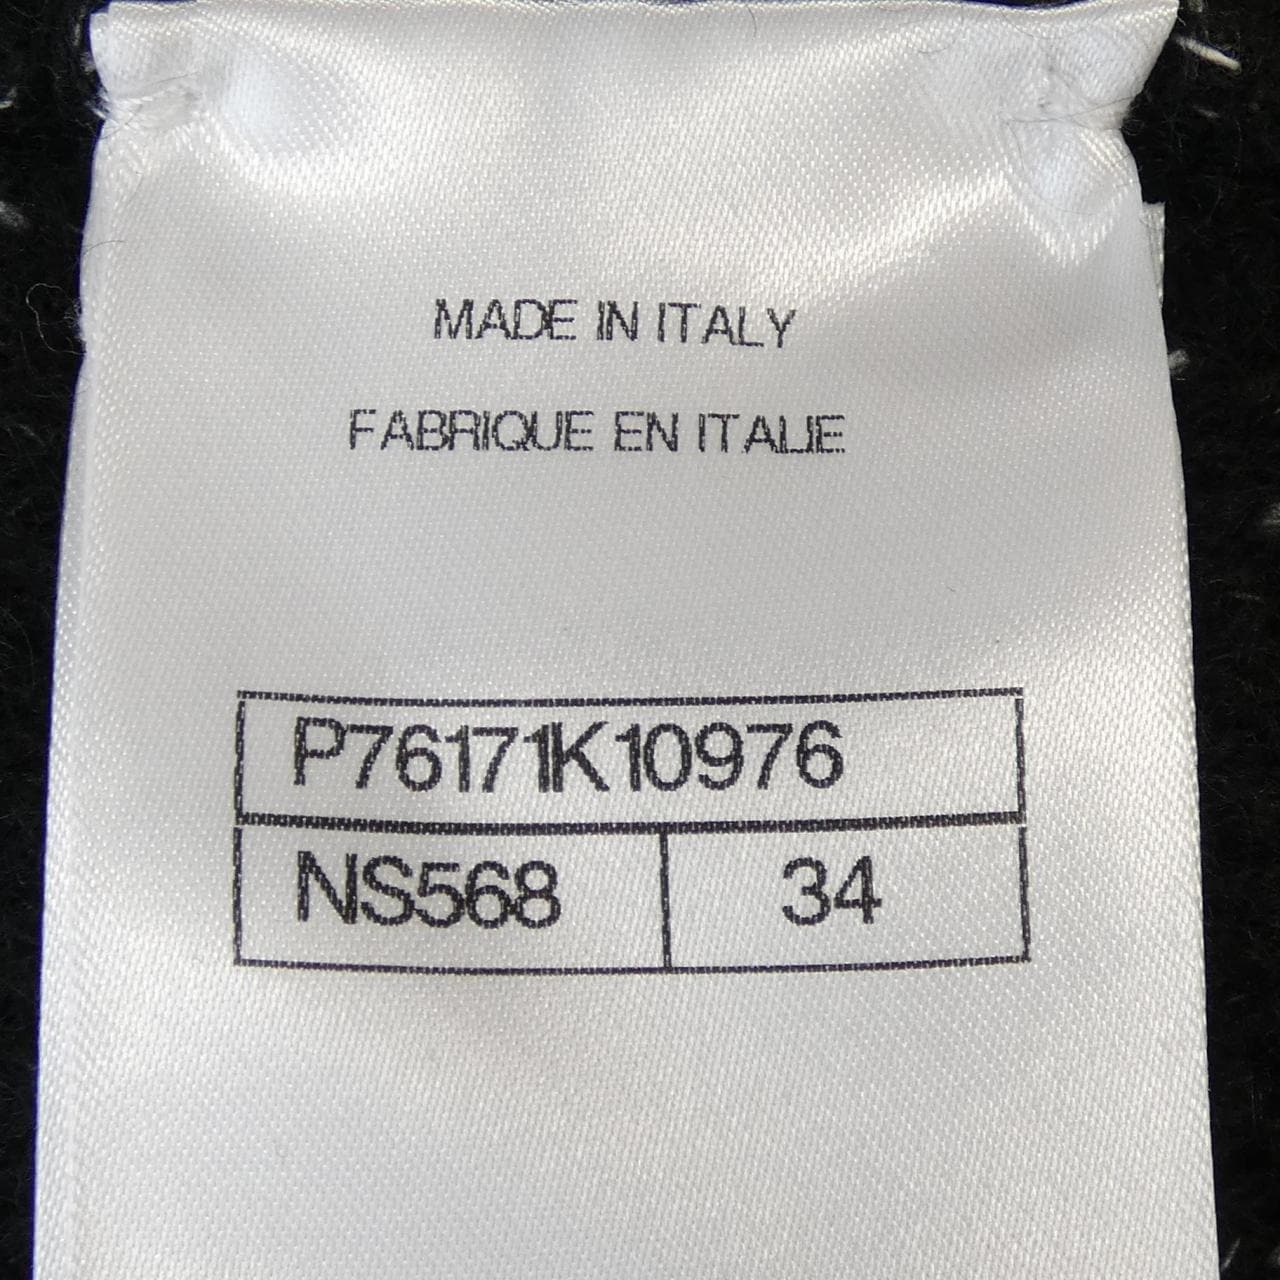 MADE IN ITALY
FABRIQUE EN ITALIE
P76171K10976
NS568 34